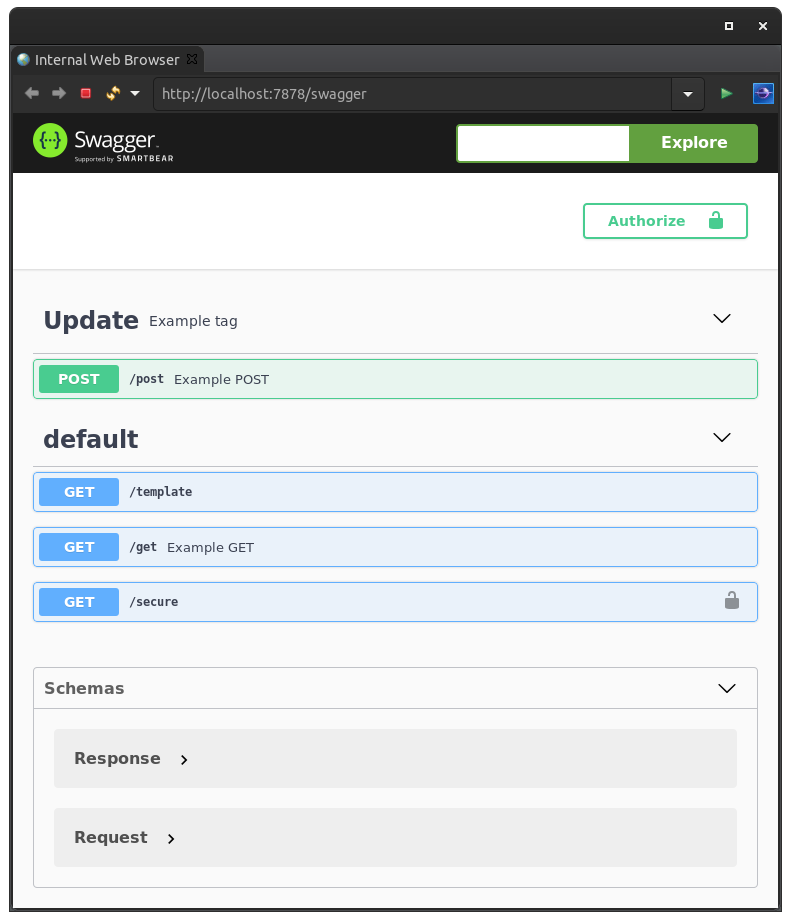 Internal Web Browser
http://localhost:7878/swagger
{···} Swagger.
Supported by SMARTBEAR
Explore
Authorize
Update Example tag
POST /post Example POST
default
GET /template
GET /get Example GET
GET /secure
Schemas
Response
Request